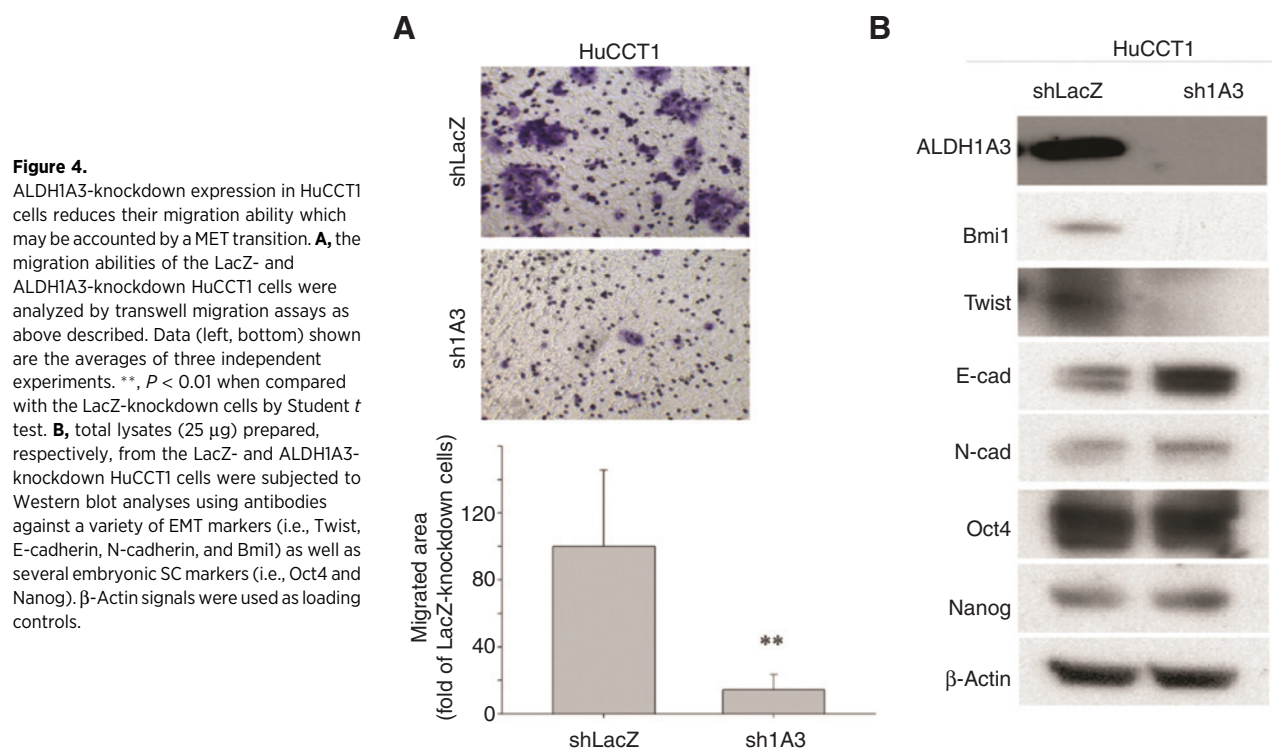 Figure 4.
ALDH1A3-knockdown expression in HuCCT1
cells reduces their migration ability which
may be accounted by a MET transition. A, the
migration abilities of the LacZ- and
ALDH1A3-knockdown HuCCT1 cells were
analyzed by transwell migration assays as
above described. Data (left, bottom) shown
are the averages of three independent
experiments. **, P < 0.01 when compared
with the LacZ-knockdown cells by Student t
test. B, total lysates (25 μg) prepared,
respectively, from the LacZ- and ALDH1A3-
knockdown HuCCT1 cells were subjected to
Western blot analyses using antibodies
against a variety of EMT markers (i.e., Twist,
E-cadherin, N-cadherin, and Bmi1) as well as
several embryonic SC markers (i.e., Oct4 and
Nanog). β-Actin signals were used as loading
controls.
A
HuCCT1
shLacZ
sh1A3
Migrated area
(fold of LacZ-knockdown cells)
120
80
40
0
**
shLacZ
sh1A3
B
HuCCT1
shLacZ
sh1A3
ALDH1A3
Bmi1
Twist
E-cad
N-cad
Oct4
Nanog
β-Actin